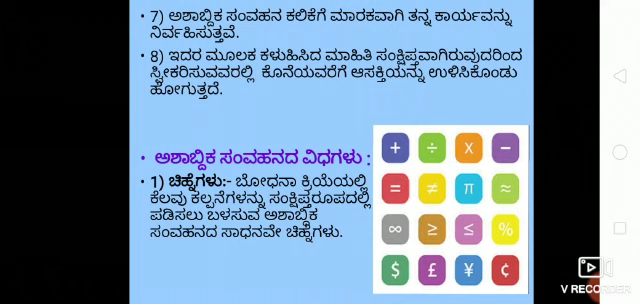 • 7) ಅಶಾಬ್ದಿಕ ಸಂವಹನ ಕಲಿಕೆಗೆ ಮಾರಕವಾಗಿ ತನ್ನ ಕಾರ್ಯವನ್ನು
ನಿರ್ವಹಿಸುತ್ತವೆ.
• 8) ಇದರ ಮೂಲಕ ಕಳುಹಿಸಿದ ಮಾಹಿತಿ ಸಂಕ್ಷಿಪ್ತವಾಗಿರುವುದರಿಂದ
ಸ್ವೀಕರಿಸುವವರಲ್ಲಿ ಕೊನೆಯವರೆಗೆ ಆಸಕ್ತಿಯನ್ನು ಉಳಿಸಿಕೊಂಡು
ಹೋಗುತ್ತದೆ.
• ಅಶಾಬ್ದಿಕ ಸಂವಹನದ ವಿಧಗಳು :
• 1) ಚಿಹ್ನೆಗಳು:- ಬೋಧನಾ ಕ್ರಿಯೆಯಲ್ಲಿ
ಕೆಲವು ಕಲ್ಪನೆಗಳನ್ನು ಸಂಕ್ಷಿಪ್ತರೂಪದಲ್ಲಿ
ಪಡಿಸಲು ಬಳಸುವ ಅಶಾಬ್ದಿಕ
ಸಂವಹನದ ಸಾಧನವೇ ಚಿಹ್ನೆಗಳು.
+ ÷ x −
= ≠ π ≈
∞ ≥ ≤ %
$ £ ¥ ¢
V RECORDER